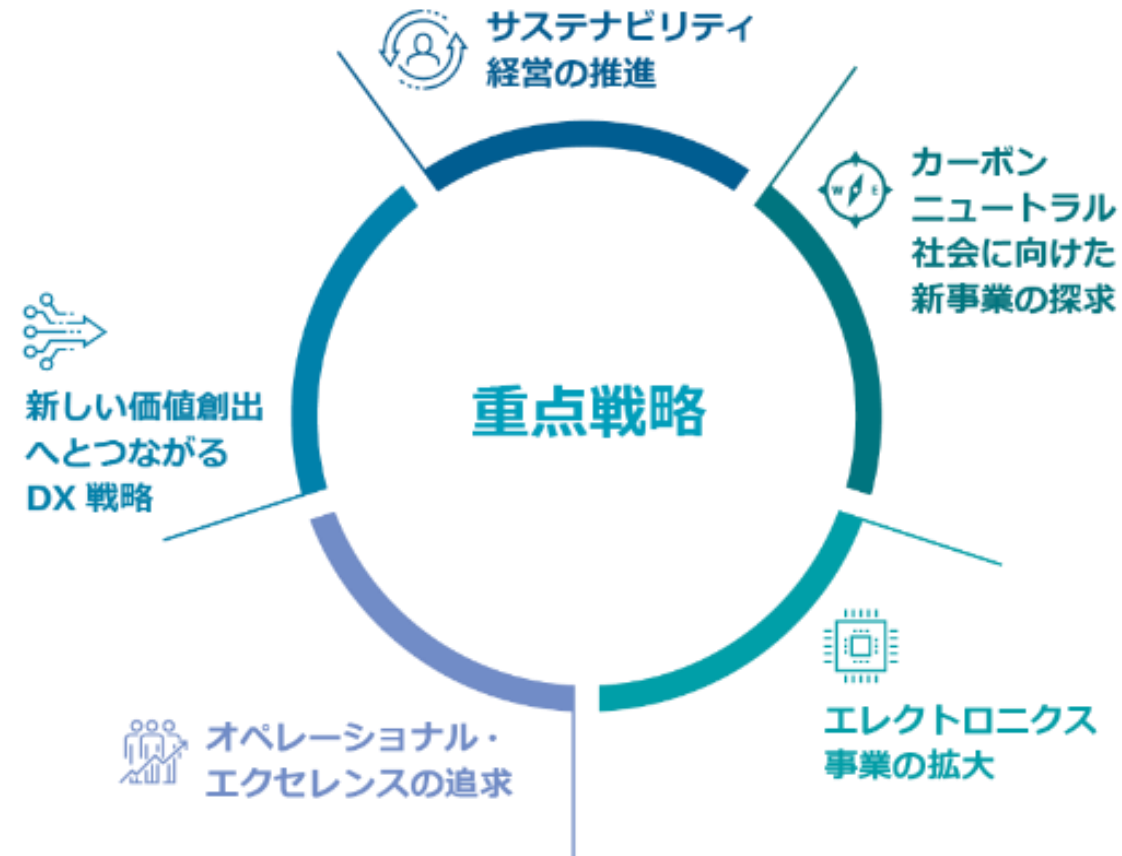 サステナビリティ
経営の推進
カーボン
ニュートラル
社会に向けた
新事業の探求
W E
重点戦略
新しい価値創出
へとつながる
DX 戦略
エレクトロニクス
事業の拡大
オペレーショナル・
エクセレンスの追求